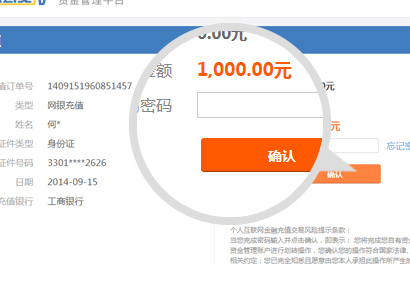 资金管理平台
值订单号 1409151960851457
类型 网银充值
姓名 何*
证件类型 身份证
证件号码 3301****2626
日期 2014-09-15
充值银行 工商银行
0.00元
金额 1,000.00元
密码
确认
00元
元
忘记密
确认
个人互联网金融充值交易风险提示条款：
当您完成密码输入并点击确认，即表示： 您将完成您自有资金
资金管理账户进行划转操作，您确认您的操作符合国家法律、
相关约定；您已完全知悉且愿意由您本人承担此操作所产生的